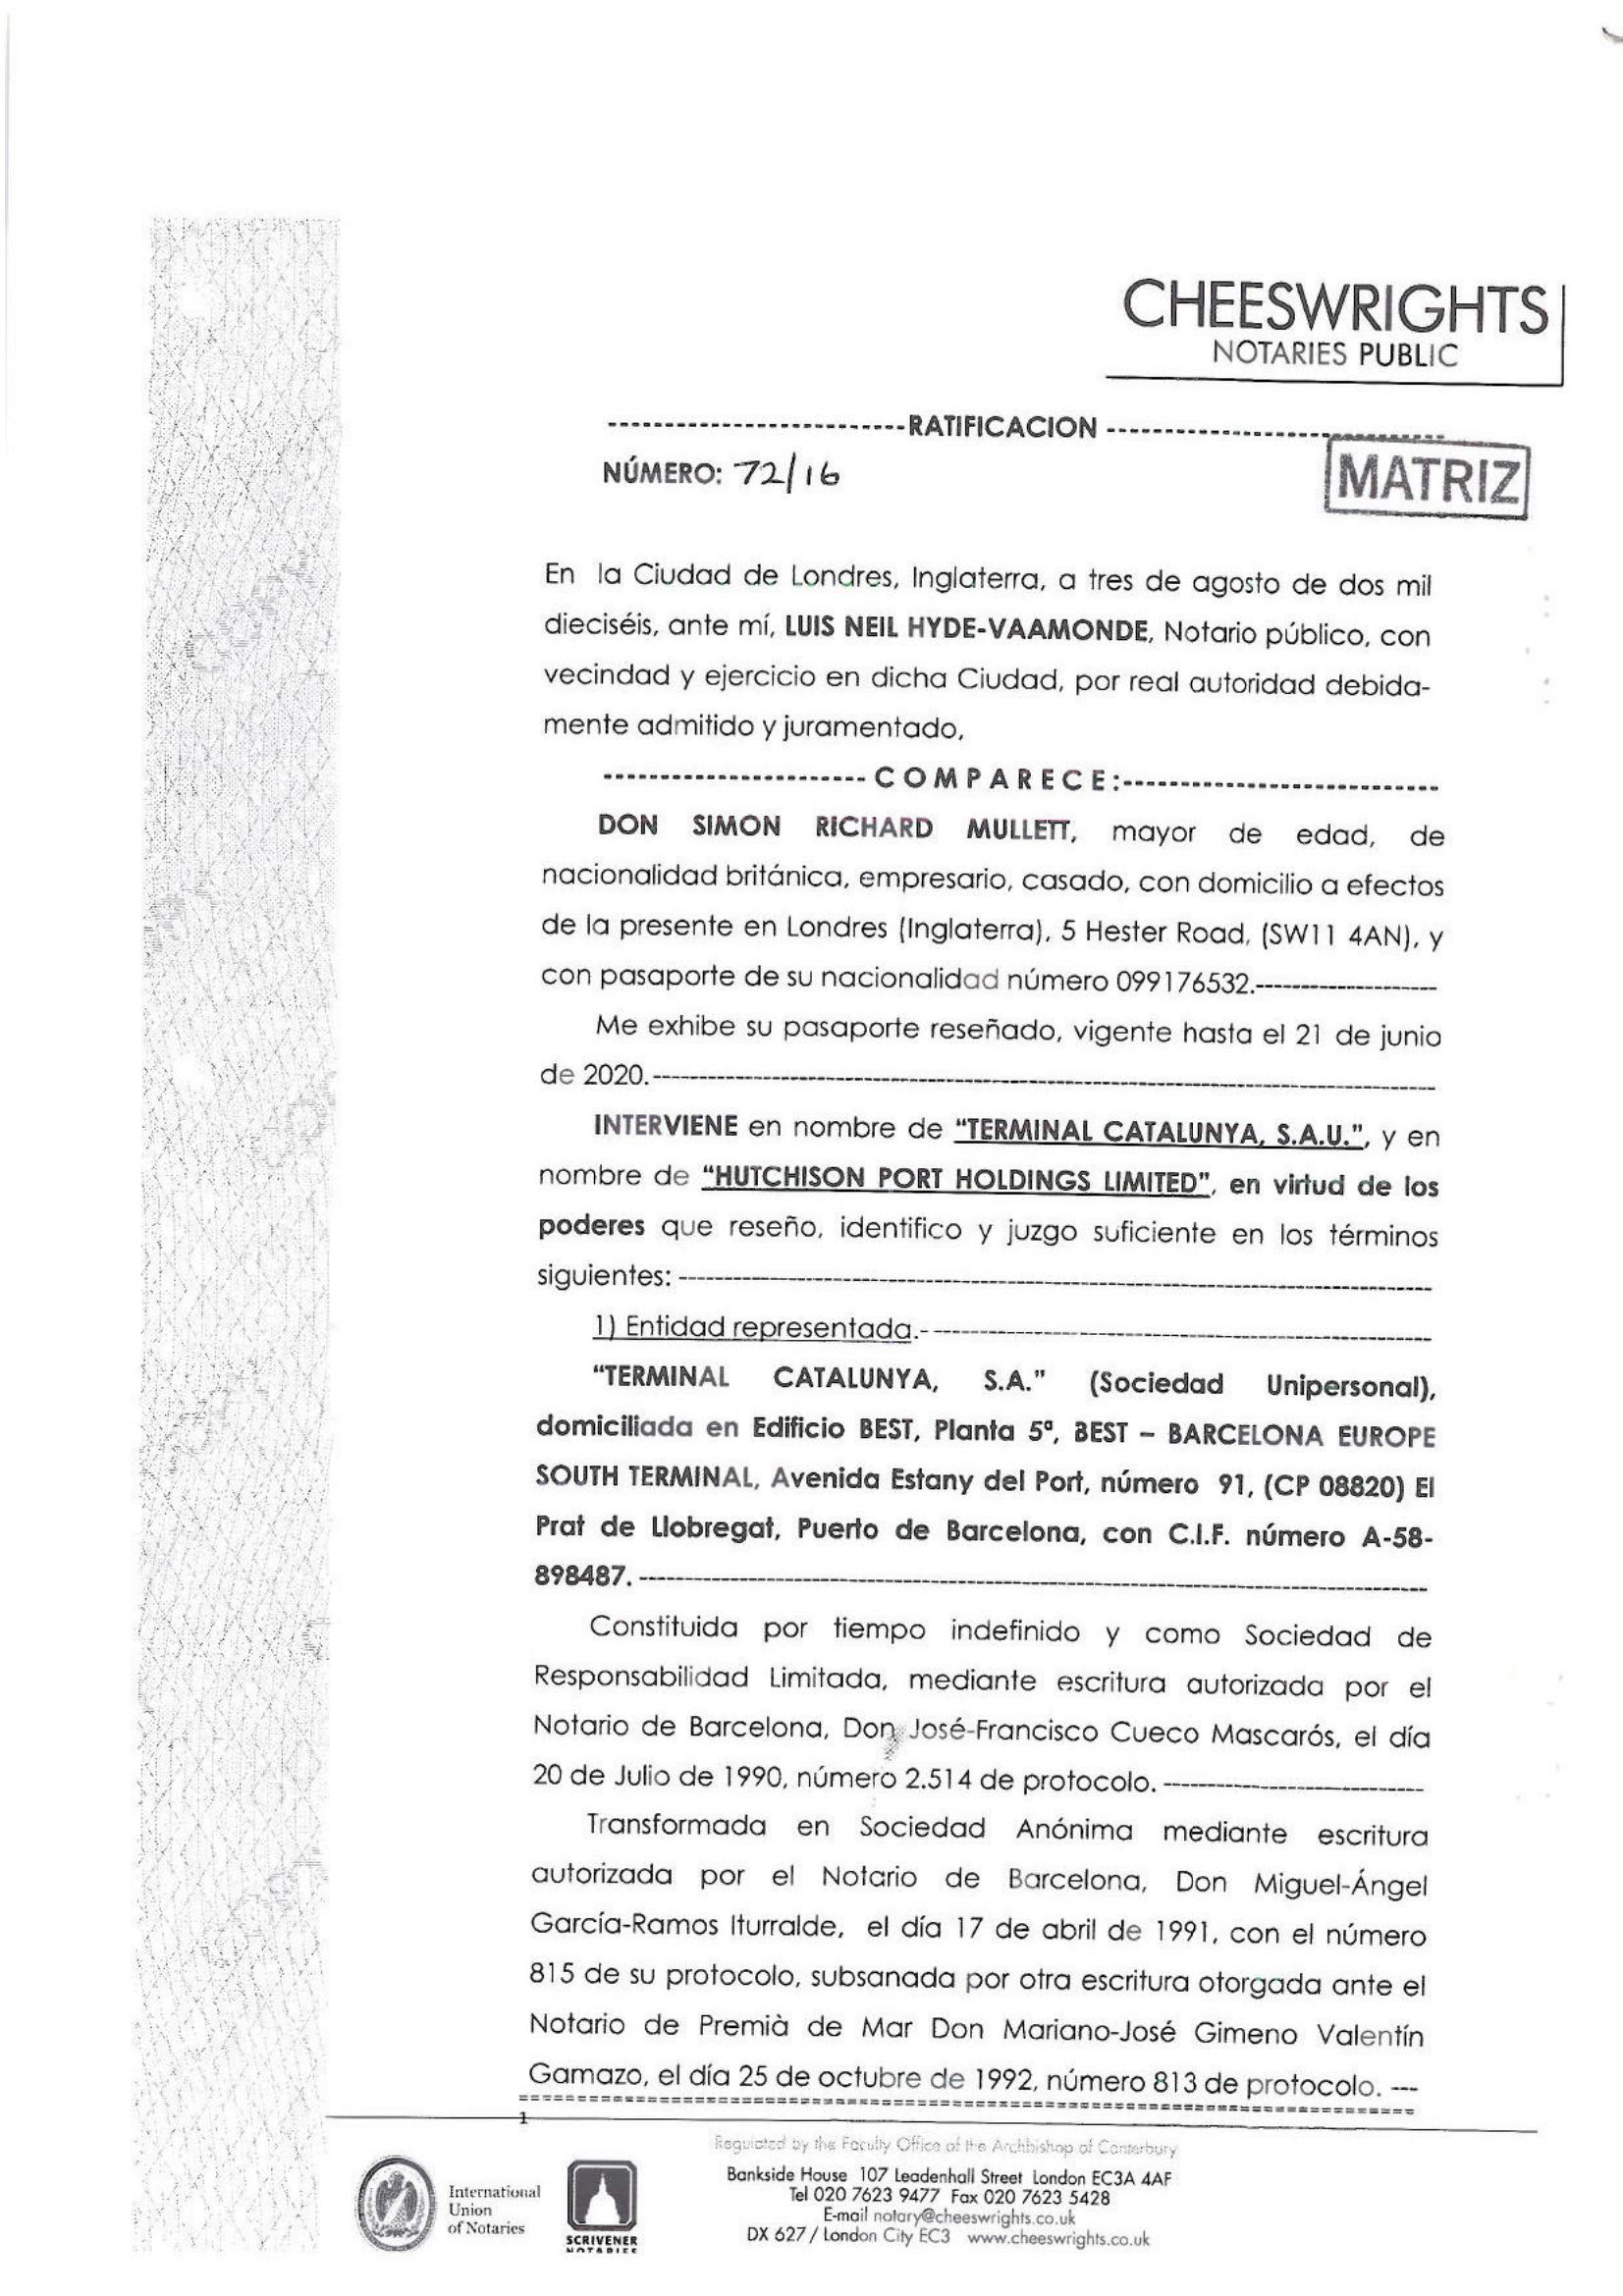 CHEESWRIGHTS
NOTARIES PUBLIC
--------------------------RATIFICACION ------------------------------
NÚMERO: 72/16
MATRIZ
En la Ciudad de Londres, Inglaterra, a tres de agosto de dos mil
dieciséis, ante mí, LUIS NEIL HYDE-VAAMONDE, Notario público, con
vecindad y ejercicio en dicha Ciudad, por real autoridad debida-
mente admitido y juramentado,
----------------------- C O M P A R E C E :----------------------------
DON SIMON RICHARD MULLETT, mayor de edad, de
nacionalidad británica, empresario, casado, con domicilio a efectos
de la presente en Londres (Inglaterra), 5 Hester Road, (SW11 4AN), y
con pasaporte de su nacionalidad número 099176532.--------------------
Me exhibe su pasaporte reseñado, vigente hasta el 21 de junio
de 2020.------------------------------------------------------------------------
INTERVIENE en nombre de "TERMINAL CATALUNYA, S.A.U.", y en
nombre de "HUTCHISON PORT HOLDINGS LIMITED", en virtud de los
poderes que reseño, identifico y juzgo suficiente en los términos
siguientes: ----------------------------------------------------------------------
1) Entidad representada.------------------------------------------------
"TERMINAL CATALUNYA, S.A." (Sociedad Unipersonal),
domiciliada en Edificio BEST, Planta 5ª, BEST – BARCELONA EUROPE
SOUTH TERMINAL, Avenida Estany del Port, número 91, (CP 08820) El
Prat de Llobregat, Puerto de Barcelona, con C.I.F. número A-58-
898487. --------------------------------------------------------------------------
Constituida por tiempo indefinido y como Sociedad de
Responsabilidad Limitada, mediante escritura autorizada por el
Notario de Barcelona, Don José-Francisco Cueco Mascarós, el día
20 de Julio de 1990, número 2.514 de protocolo. --------------------------
Transformada en Sociedad Anónima mediante escritura
autorizada por el Notario de Barcelona, Don Miguel-Ángel
García-Ramos Iturralde, el día 17 de abril de 1991, con el número
815 de su protocolo, subsanada por otra escritura otorgada ante el
Notario de Premià de Mar Don Mariano-José Gimeno Valentín
Gamazo, el día 25 de octubre de 1992, número 813 de protocolo. ---
================================================================
1
Regulated by the Faculty Office of the Archbishop of Canterbury
Bankside House 107 Leadenhall Street London EC3A 4AF
Tel 020 7623 9477 Fax 020 7623 5428
E-mail notary@cheeswrights.co.uk
DX 627 / London City EC3 www.cheeswrights.co.uk
International
Union
of Notaries
SCRIVENER
NOTARIES